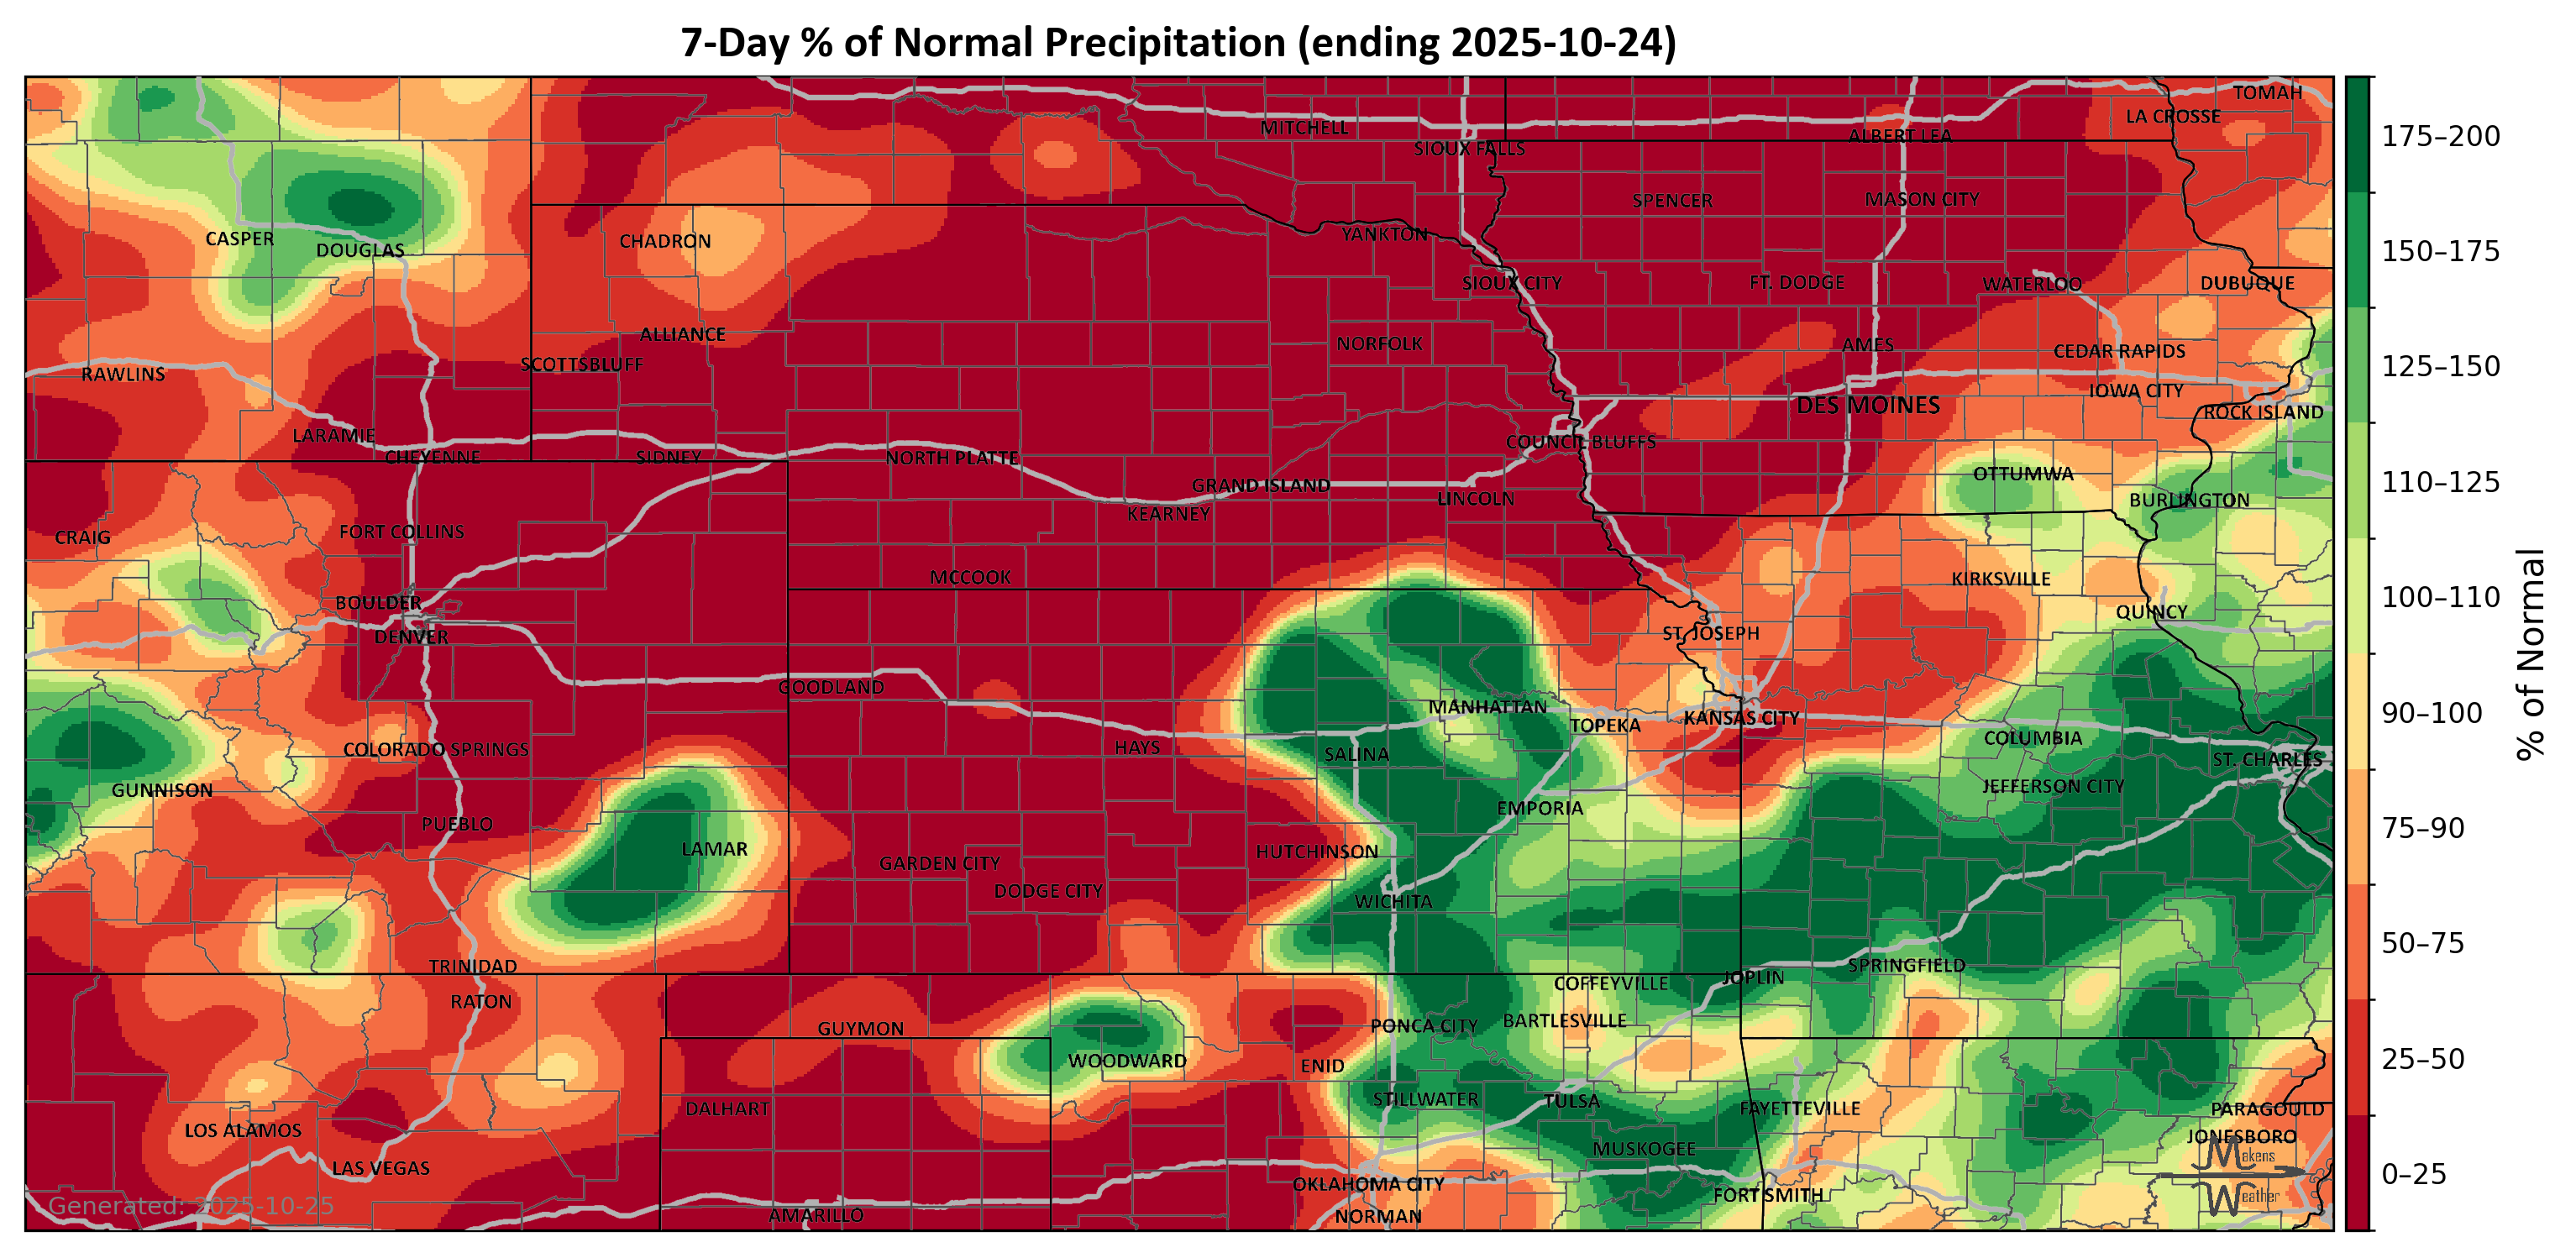 7-Day % of Normal Precipitation (ending 2025-10-24)
TOMAH
LA CROSSE
MITCHELL
ALBERT LEA
SIOUX FALLS
SPENCER
MASON CITY
YANKTON
CASPER
CHADRON
DOUGLAS
SIOUX CITY
FT. DODGE
WATERLOO
DUBUQUE
ALLIANCE
NORFOLK
AMES
CEDAR RAPIDS
SCOTTSBLUFF
RAWLINS
IOWA CITY
DES MOINES
ROCK ISLAND
LARAMIE
COUNCIL BLUFFS
CHEYENNE
SIDNEY
NORTH PLATTE
OTTUMWA
GRAND ISLAND
LINCOLN
BURLINGTON
KEARNEY
CRAIG
FORT COLLINS
MCCOOK
KIRKSVILLE
BOULDER
QUINCY
DENVER
ST. JOSEPH
GOODLAND
MANHATTAN
TOPEKA
KANSAS CITY
COLUMBIA
COLORADO SPRINGS
HAYS
SALINA
ST. CHARLES
GUNNISON
JEFFERSON CITY
EMPORIA
PUEBLO
LAMAR
HUTCHINSON
GARDEN CITY
DODGE CITY
WICHITA
TRINIDAD
SPRINGFIELD
JOPLIN
COFFEYVILLE
RATON
GUYMON
PONCA CITY
BARTLESVILLE
WOODWARD
ENID
STILLWATER
TULSA
DALHART
FAYETTEVILLE
PARAGOULD
LOS ALAMOS
JONESBORO
MUSKOGEE
LAS VEGAS
OKLAHOMA CITY
FORT SMITH
AMARILLO
NORMAN
Makens
Weather
Generated: 2025-10-25
175–200
150–175
125–150
110–125
100–110
90–100
75–90
50–75
25–50
0–25
% of Normal